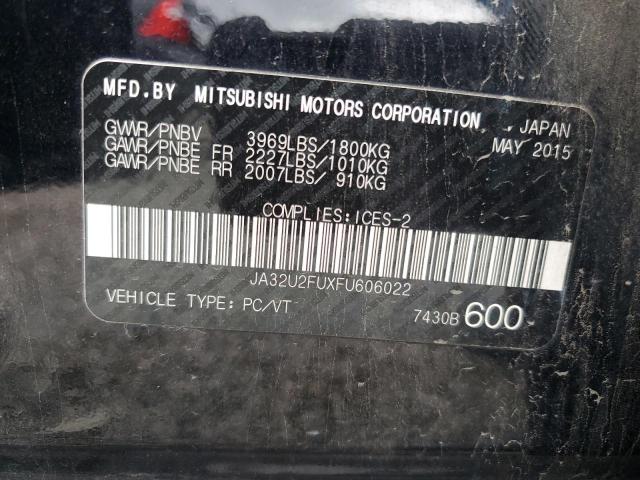 MFD.BY MITSUBISHI MOTORS CORPORATION, JAPAN
GVWR/PNBV 3969LBS/1800KG MAY 2015
GAWR/PNBE FR 2227LBS/1010KG
GAWR/PNBE RR 2007LBS/ 910KG
COMPLIES:ICES-2
JA32U2FUXFU606022
VEHICLE TYPE: PC/VT 7430B 600